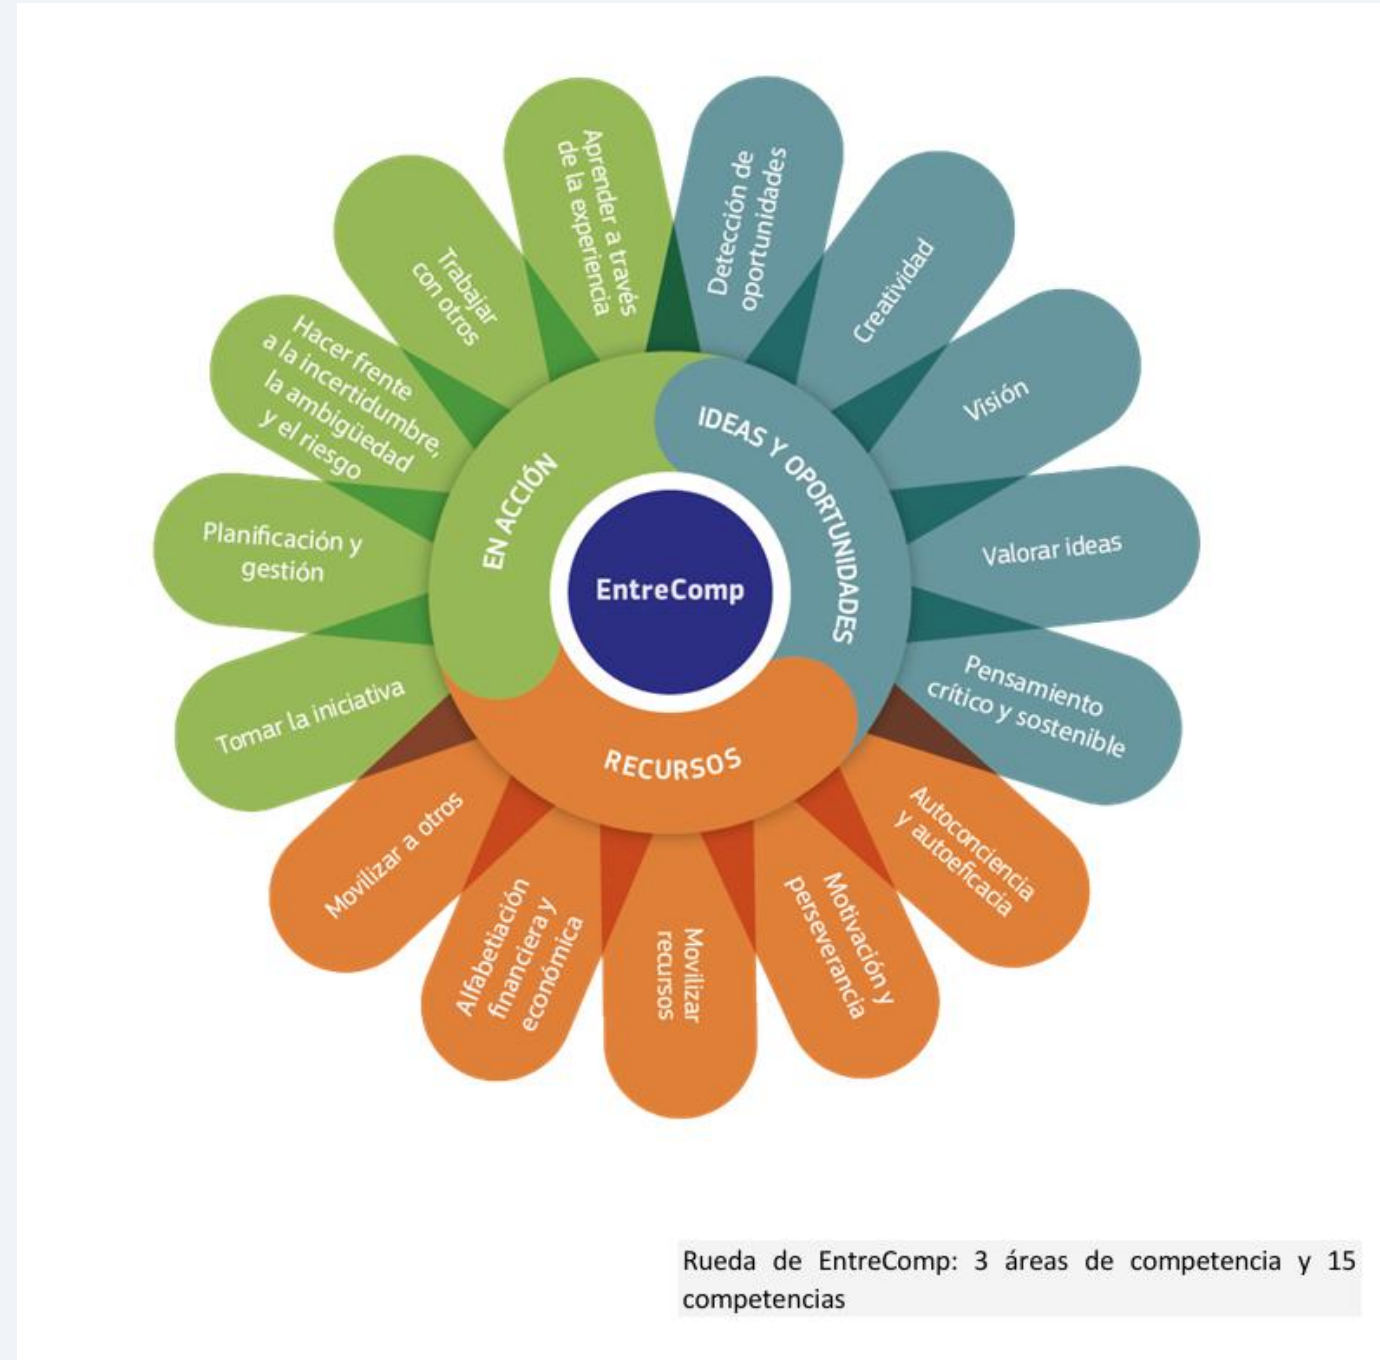 Aprender a través
de la experiencia
Detección de
oportunidades
Trabajar
con otros
Creatividad
Hacer frente
a la incertidumbre,
la ambigüedad
y el riesgo
Visión
IDEAS Y OPORTUNIDADES
EN ACCIÓN
Planificación y
gestión
Valorar ideas
EntreComp
Tomar la iniciativa
Pensamiento
crítico y sostenible
RECURSOS
Movilizar a otros
Autoconciencia
y autoeficacia
Alfabetiación
financiera y
económica
Movilizar
recursos
Motivación y
perseverancia
Rueda de EntreComp: 3 áreas de competencia y 15
competencias